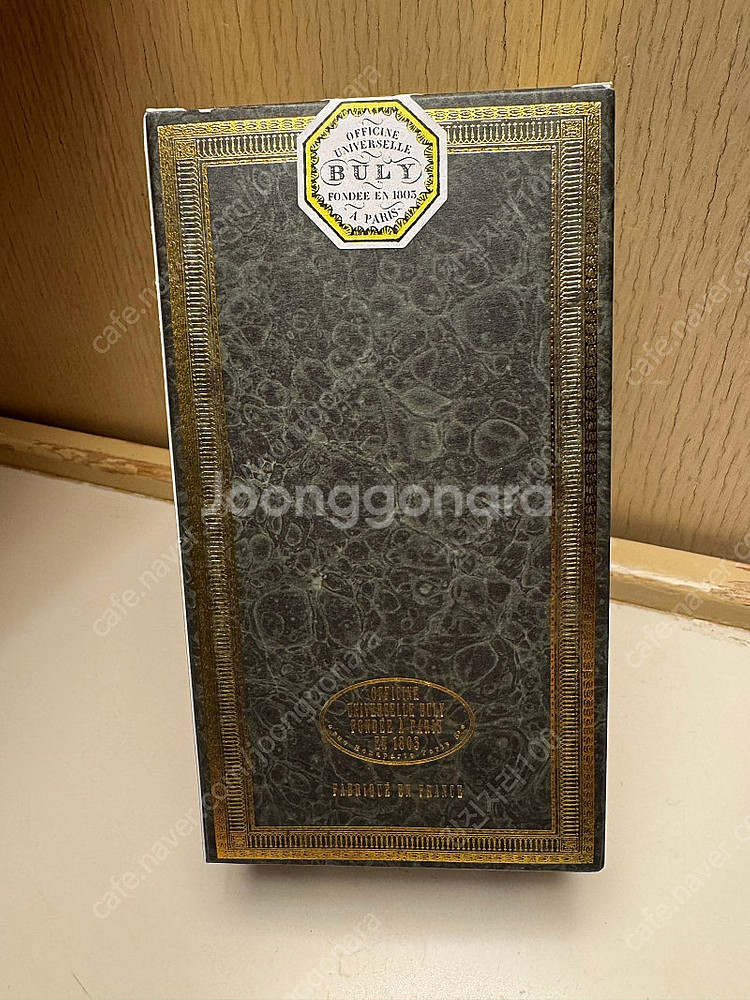 OFFICINE
UNIVERSELLE
BULY
FONDEE EN 1803
A PARIS
Joonggonara
OFFICINE
UNIVERSELLE BULY
FONDÉE A PARIS
EN 1803
FABRIQUÉ EN FRANCE